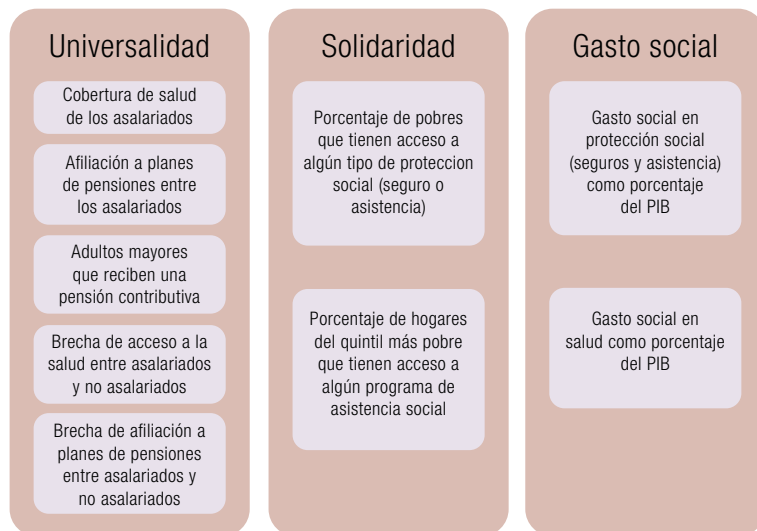 Universalidad
Cobertura de salud
de los asalariados
Afiliación a planes
de pensiones entre
los asalariados
Adultos mayores
que reciben una
pensión contributiva
Brecha de acceso a la
salud entre asalariados
y no asalariados
Brecha de afiliación a
planes de pensiones
entre asalariados y
no asalariados
Solidaridad
Porcentaje de pobres
que tienen acceso a
algún tipo de proteccion
social (seguro o
asistencia)
Porcentaje de hogares
del quintil más pobre
que tienen acceso a
algún programa de
asistencia social
Gasto social
Gasto social en
protección social
(seguros y asistencia)
como porcentaje
del PIB
Gasto social en
salud como porcentaje
del PIB